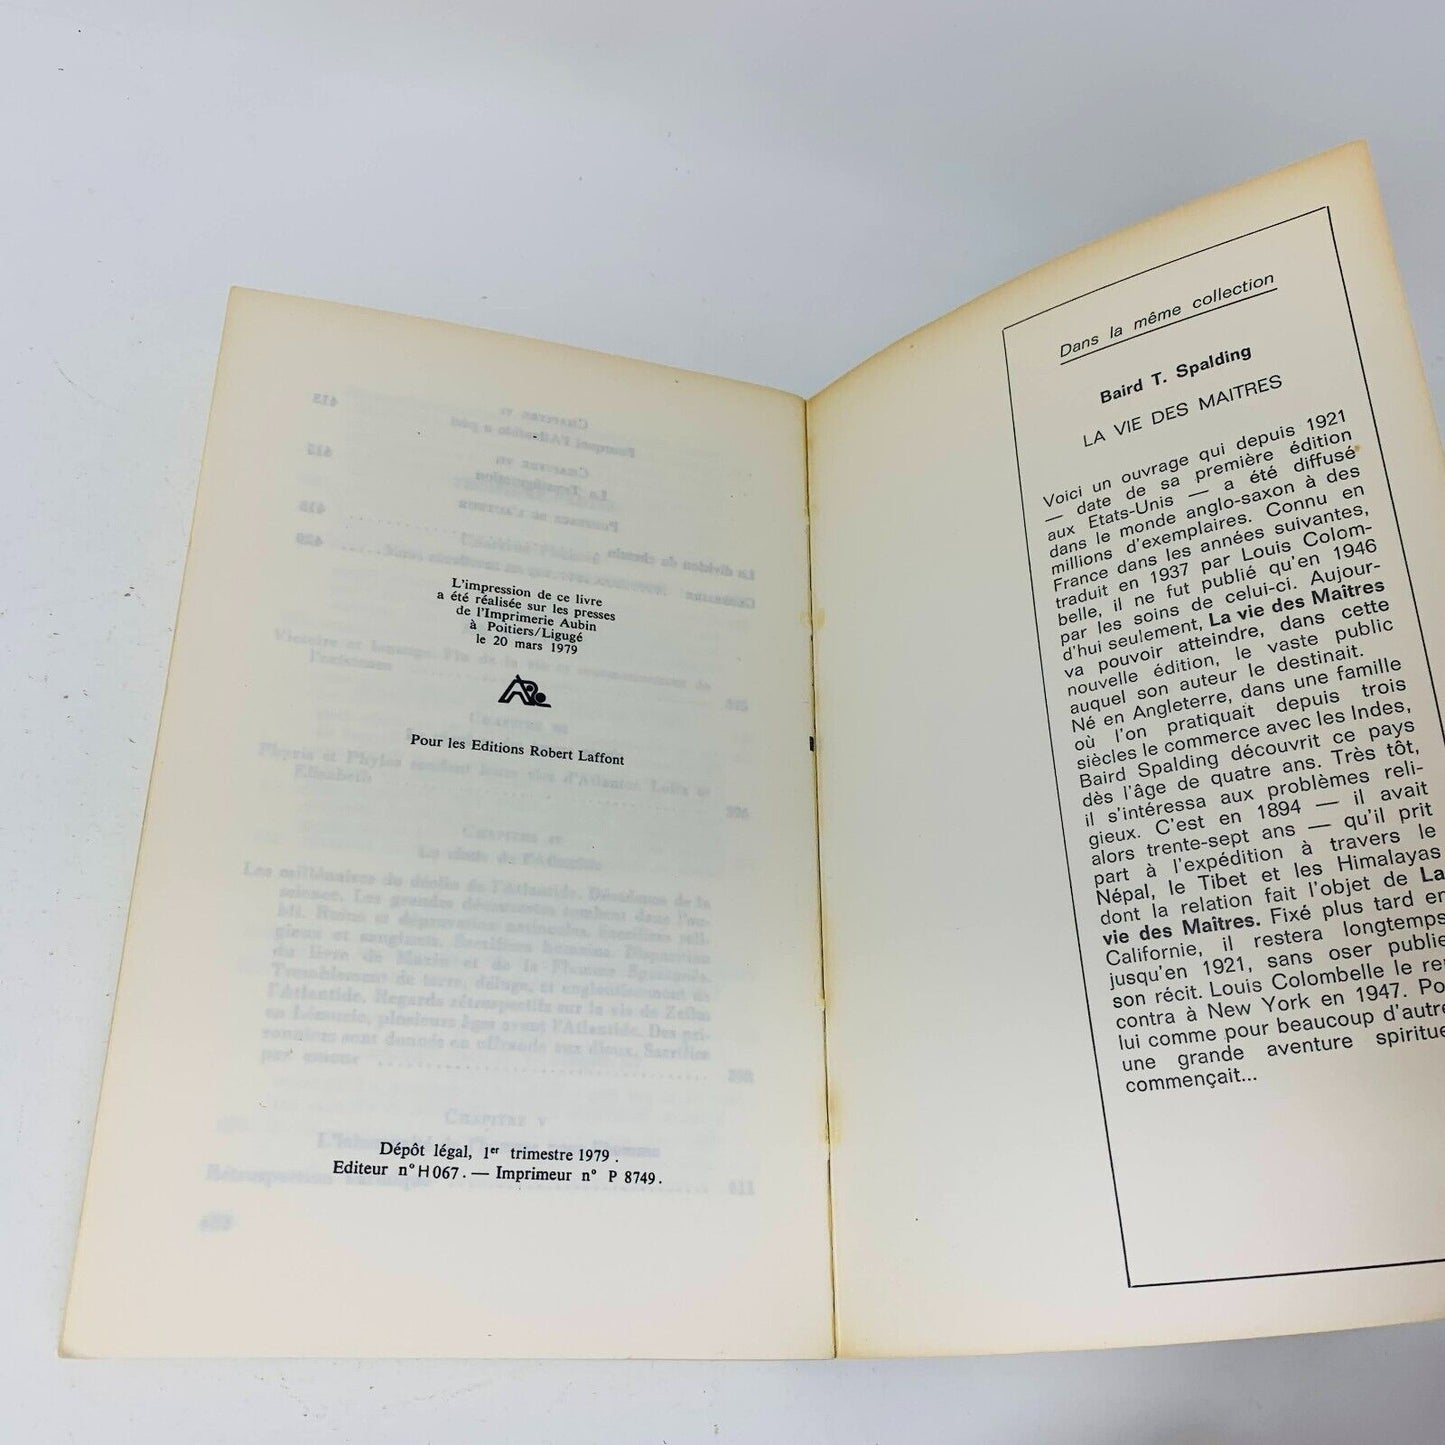 L'impression de ce livre
a été réalisée sur les presses
de l'Imprimerie Aubin
à Poitiers/Ligugé
le 20 mars 1979
Pour les Editions Robert Laffont
Dépôt légal, 1er trimestre 1979.
Editeur n° H 067. — Imprimeur n° P 8749.
Dans la même collection
Baird T. Spalding
LA VIE DES MAITRES
Voici un ouvrage qui depuis 1921
— date de sa première édition
aux Etats-Unis — a été diffusé
dans le monde anglo-saxon à des
millions d'exemplaires. Connu en
France dans les années suivantes,
traduit en 1937 par Louis Colom-
belle, il ne fut publié qu'en 1946
par les soins de celui-ci. Aujour-
d'hui seulement, La vie des Maîtres
va pouvoir atteindre, dans cette
nouvelle édition, le vaste public
auquel son auteur le destinait.
Né en Angleterre, dans une famille
où l'on pratiquait depuis trois
siècles le commerce avec les Indes,
Baird Spalding découvrit ce pays
dès l'âge de quatre ans. Très tôt,
il s'intéressa aux problèmes reli-
gieux. C'est en 1894 — il avait
alors trente-sept ans — qu'il prit
part à l'expédition à travers le
Népal, le Tibet et les Himalayas
dont la relation fait l'objet de La
vie des Maîtres. Fixé plus tard en
Californie, il restera longtemps,
jusqu'en 1921, sans oser publie
son récit. Louis Colombelle le ren
contra à New York en 1947. Po
lui comme pour beaucoup d'autre
une grande aventure spiritue
commençait...